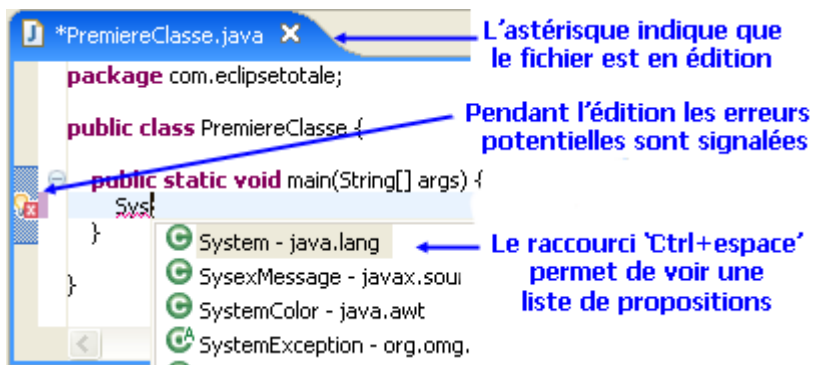 *PremiereClasse.java
L'astérisque indique que
le fichier est en édition
package com.eclipsetotale;
public class PremiereClasse {
Pendant l'édition les erreurs
potentielles sont signalées
public static void main(String[] args) {
Sys
}
}
System - java.lang
SysexMessage - javax.sou
SystemColor - java.awt
SystemException - org.omg.
Le raccourci 'Ctrl+espace'
permet de voir une
liste de propositions